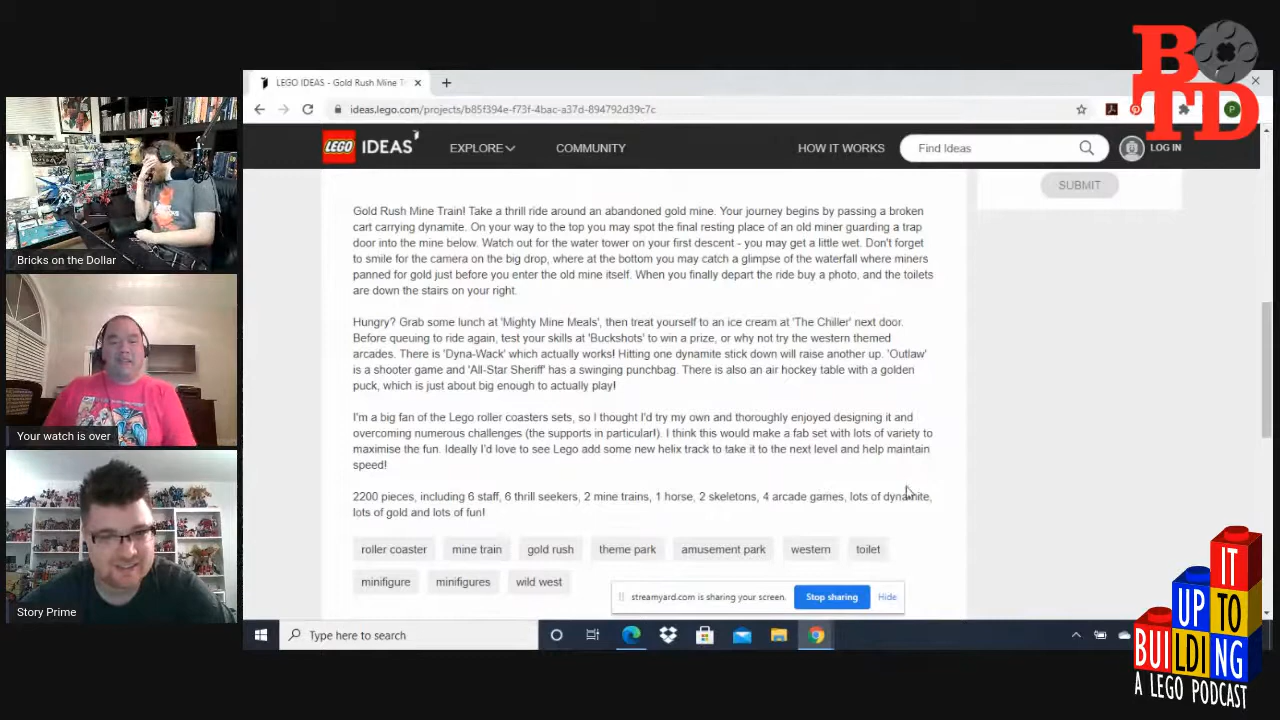 BOTD
LEGO IDEAS - Gold Rush Mine T
ideas.lego.com/projects/b85f394e-f73f-4bac-a37d-894792d39c7c
P
LEGO IDEAS
EXPLORE
COMMUNITY
HOW IT WORKS
Find Ideas
LOG IN
SUBMIT
Gold Rush Mine Train! Take a thrill ride around an abandoned gold mine. Your journey begins by passing a broken
cart carrying dynamite. On your way to the top you may spot the final resting place of an old miner guarding a trap
door into the mine below. Watch out for the water tower on your first descent - you may get a little wet. Don't forget
to smile for the camera on the big drop, where at the bottom you may catch a glimpse of the waterfall where miners
panned for gold just before you enter the old mine itself. When you finally depart the ride buy a photo, and the toilets
are down the stairs on your right.
Hungry? Grab some lunch at 'Mighty Mine Meals', then treat yourself to an ice cream at 'The Chiller' next door.
Before queuing to ride again, test your skills at 'Buckshots' to win a prize, or why not try the western themed
arcades. There is 'Dyna-Wack' which actually works! Hitting one dynamite stick down will raise another up. 'Outlaw'
is a shooter game and 'All-Star Sheriff' has a swinging punchbag. There is also an air hockey table with a golden
puck, which is just about big enough to actually play!
I'm a big fan of the Lego roller coasters sets, so I thought I'd try my own and thoroughly enjoyed designing it and
overcoming numerous challenges (the supports in particular!). I think this would make a fab set with lots of variety to
maximise the fun. Ideally I'd love to see Lego add some new helix track to take it to the next level and help maintain
speed!
2200 pieces, including 6 staff, 6 thrill seekers, 2 mine trains, 1 horse, 2 skeletons, 4 arcade games, lots of dynamite,
lots of gold and lots of fun!
roller coaster
mine train
gold rush
theme park
amusement park
western
toilet
minifigure
minifigures
wild west
streamyard.com is sharing your screen.
Stop sharing
Hide
Type here to search
Bricks on the Dollar
Your watch is over
Story Prime
IT
UP TO
BUILDING
A LEGO PODCAST